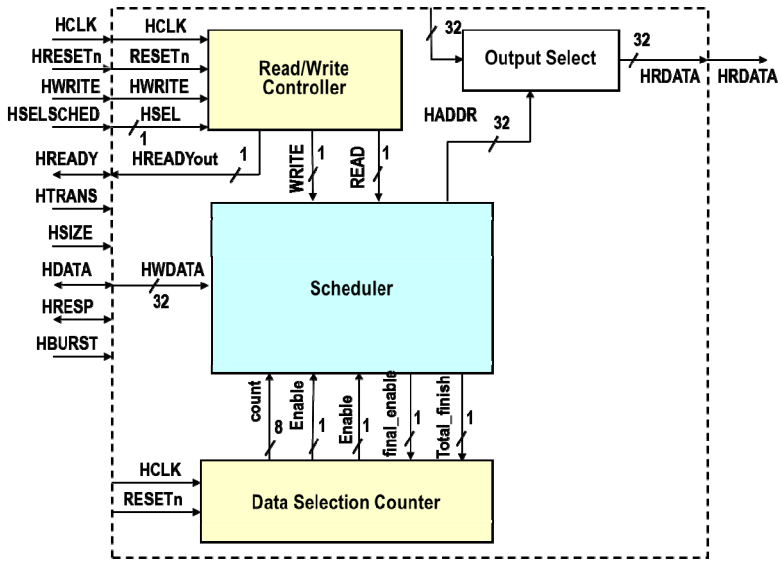 HCLK
HCLK
32
HRESETn
RESETn
Read/Write
Controller
Output Select
32
HRDATA
HRDATA
HWRITE
HWRITE
HSELSCHED
HSEL
1
HADDR
32
HREADY
HREADYout
1
WRITE
1
READ
1
HTRANS
HSIZE
HDATA
HWDATA
32
Scheduler
HRESP
HBURST
count
8
Enable
1
Enable
1
final_enable
1
Total_finish
1
HCLK
RESETn
Data Selection Counter